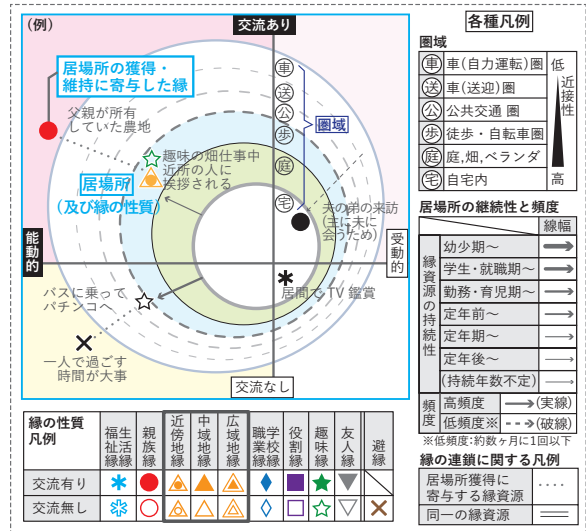 (例)
交流あり
居場所の獲得・
維持に寄与した縁
父親が所有
していた農地
趣味の畑仕事中
近所の人に
挨拶される
居場所
(及び縁の性質)
車
送
公
歩
庭
宅
圏域
夫の弟の来訪
(主に夫に
会うため)
能動的
受動的
居間で TV 鑑賞
バスに乗って
パチンコへ
一人で過ごす
時間が大事
交流なし
各種凡例
圏域
車 車(自力運転)圏
送 車(送迎)圏
公 公共交通 圏
歩 徒歩・自転車圏
庭 庭,畑,ベランダ
宅 自宅内
低
近接性
高
居場所の継続性と頻度
線幅
縁資源の持続性
幼少期~
学生・就職期~
勤務・育児期~
定年前~
定年期~
定年後~
(持続年数不定)
頻度
高頻度 (実線)
低頻度※ (破線)
※低頻度:約数ヶ月に1回以下
縁の連鎖に関する凡例
居場所獲得に
寄与する縁資源
同一の縁資源
縁の性質
凡例
福祉縁 生活縁
親族縁
近傍地縁
中域地縁
広域地縁
職業縁 学校縁
役割縁
趣味縁
友人縁
避縁
交流有り
交流無し